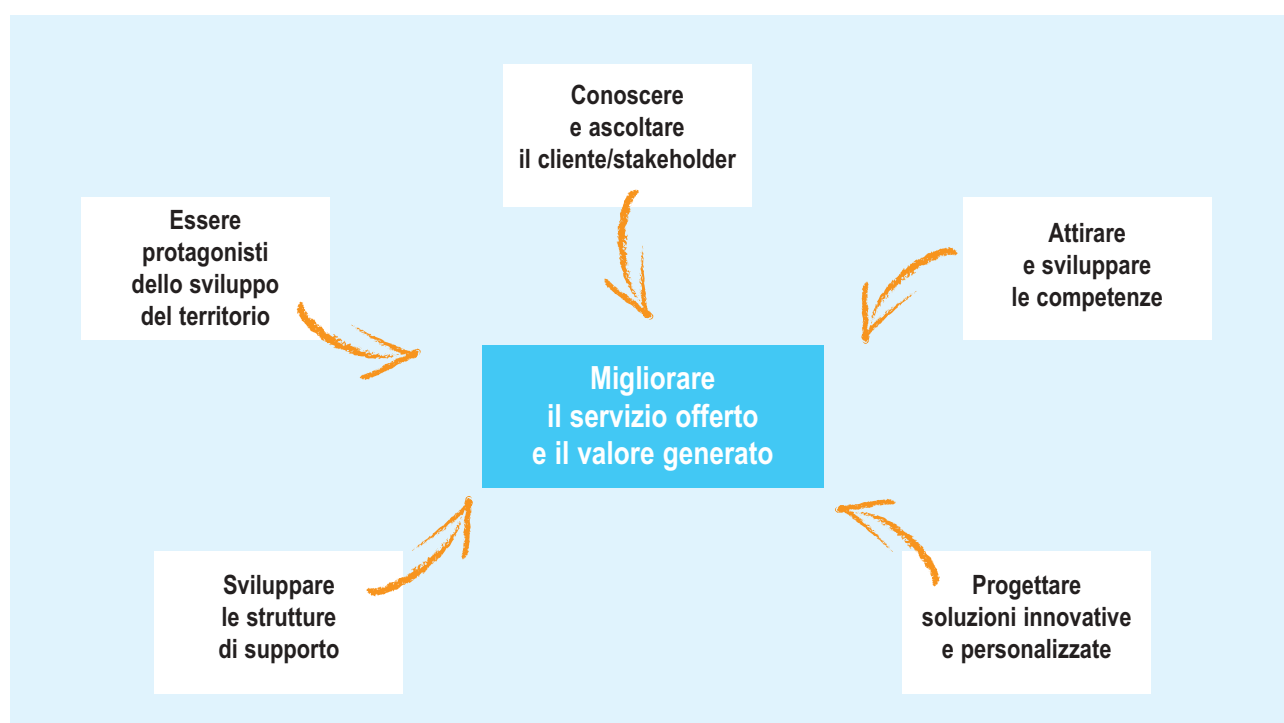 Conoscere
e ascoltare
il cliente/stakeholder
Essere
protagonisti
dello sviluppo
del territorio
Attirare
e sviluppare
le competenze
Migliorare
il servizio offerto
e il valore generato
Sviluppare
le strutture
di supporto
Progettare
soluzioni innovative
e personalizzate